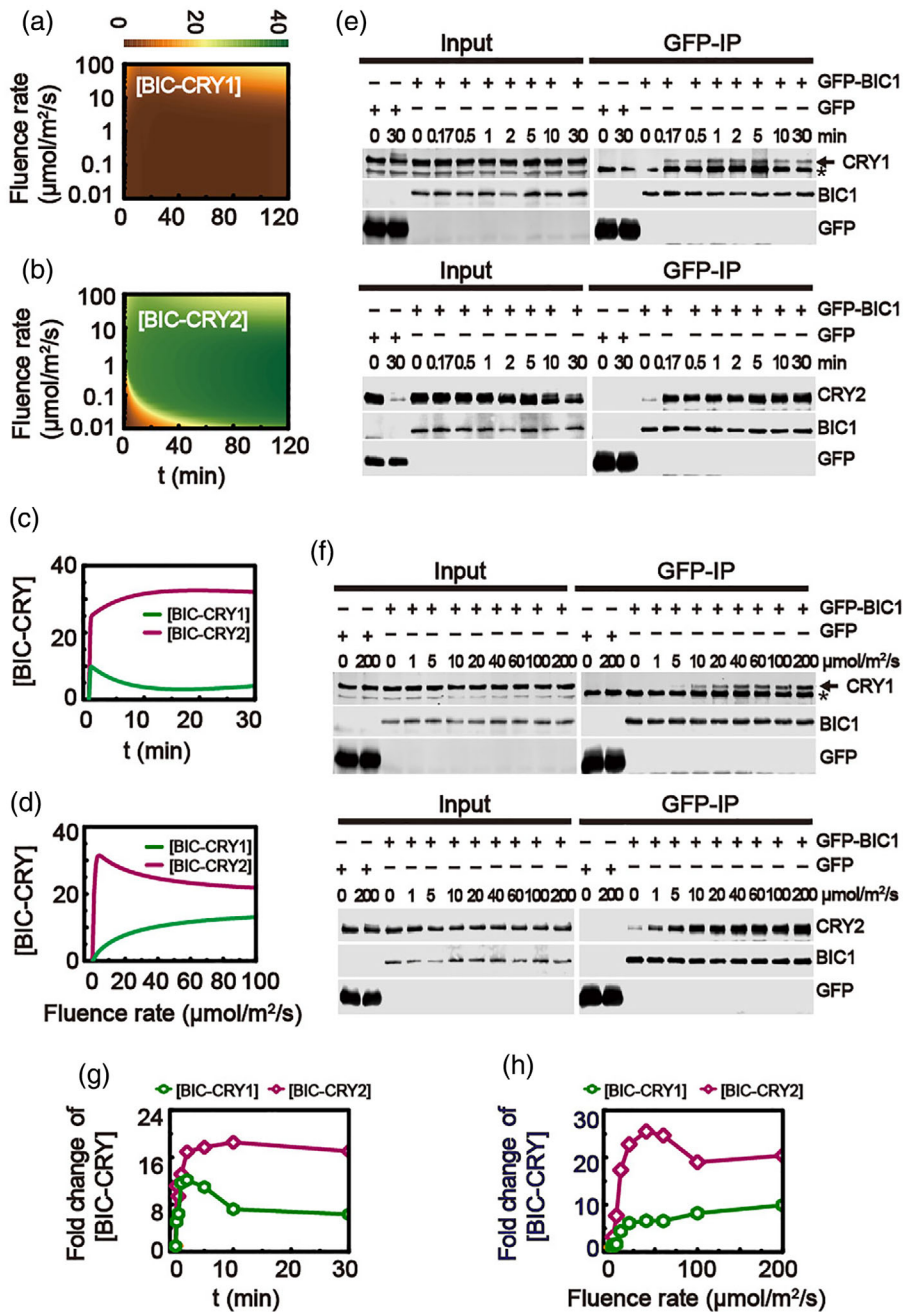 (a)
0 20 40
Fluence rate
(μmol/m²/s)
100
10
1
0.1
0.01
[BIC-CRY1]
0 40 80 120
(b)
Fluence rate
(μmol/m²/s)
100
10
1
0.1
0.01
[BIC-CRY2]
0 40 80 120
t (min)
(c)
[BIC-CRY]
40
20
0
[BIC-CRY1]
[BIC-CRY2]
0 10 20 30
t (min)
(d)
[BIC-CRY]
40
20
0
[BIC-CRY1]
[BIC-CRY2]
0 20 40 60 80 100
Fluence rate (μmol/m²/s)
(e)
Input GFP-IP
− − + + + + + + + + − − + + + + + + + + GFP-BIC1
+ + − − − − − − − − + + − − − − − − − − GFP
0 30 0 0.17 0.5 1 2 5 10 30 0 30 0 0.17 0.5 1 2 5 10 30 min
CRY1
*
BIC1
GFP
Input GFP-IP
− − + + + + + + + + − − + + + + + + + + GFP-BIC1
+ + − − − − − − − − + + − − − − − − − − GFP
0 30 0 0.17 0.5 1 2 5 10 30 0 30 0 0.17 0.5 1 2 5 10 30 min
CRY2
BIC1
GFP
(f)
Input GFP-IP
− − + + + + + + + + + − − + + + + + + + + GFP-BIC1
+ + − − − − − − − − + + − − − − − − − − GFP
0 200 0 1 5 10 20 40 60 100 200 0 200 0 1 5 10 20 40 60 100 200 μmol/m²/s
CRY1
*
BIC1
GFP
Input GFP-IP
− − + + + + + + + + − − + + + + + + + + GFP-BIC1
+ + − − − − − − − − + + − − − − − − − − GFP
0 200 0 1 5 10 20 40 60 100 200 0 200 0 1 5 10 20 40 60 100 200 μmol/m²/s
CRY2
BIC1
GFP
(g)
[BIC-CRY1] [BIC-CRY2]
Fold change of
[BIC-CRY]
24
16
8
0
0 10 20 30
t (min)
(h)
[BIC-CRY1] [BIC-CRY2]
Fold change of
[BIC-CRY]
30
20
10
0
0 100 200
Fluence rate (μmol/m²/s)